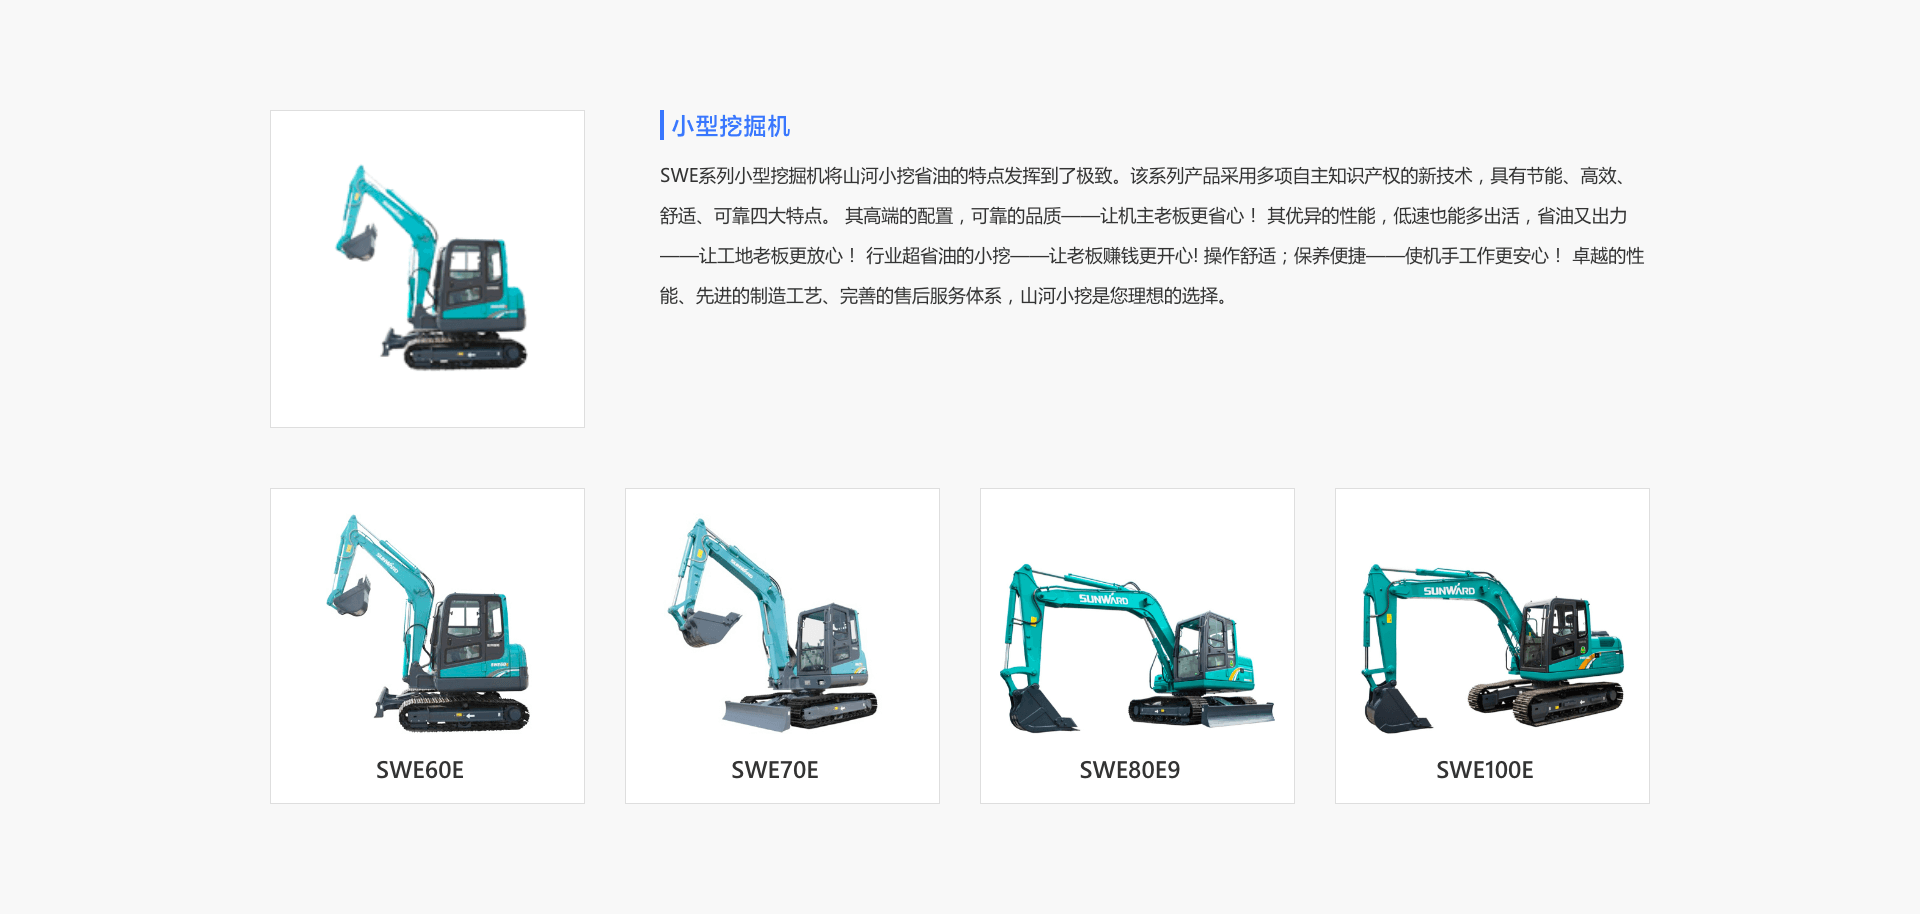 小型挖掘机
SWE系列小型挖掘机将山河小挖省油的特点发挥到了极致。该系列产品采用多项自主知识产权的新技术，具有节能、高效、
舒适、可靠四大特点。 其高端的配置，可靠的品质——让机主老板更省心！ 其优异的性能，低速也能多出活，省油又出力
——让工地老板更放心！ 行业超省油的小挖——让老板赚钱更开心! 操作舒适；保养便捷——使机手工作更安心！ 卓越的性
能、先进的制造工艺、完善的售后服务体系，山河小挖是您理想的选择。
SUNWARD
SUNWARD
SUNWARD
SUNWARD
SWE60E
SWE70E
SWE80E9
SWE100E